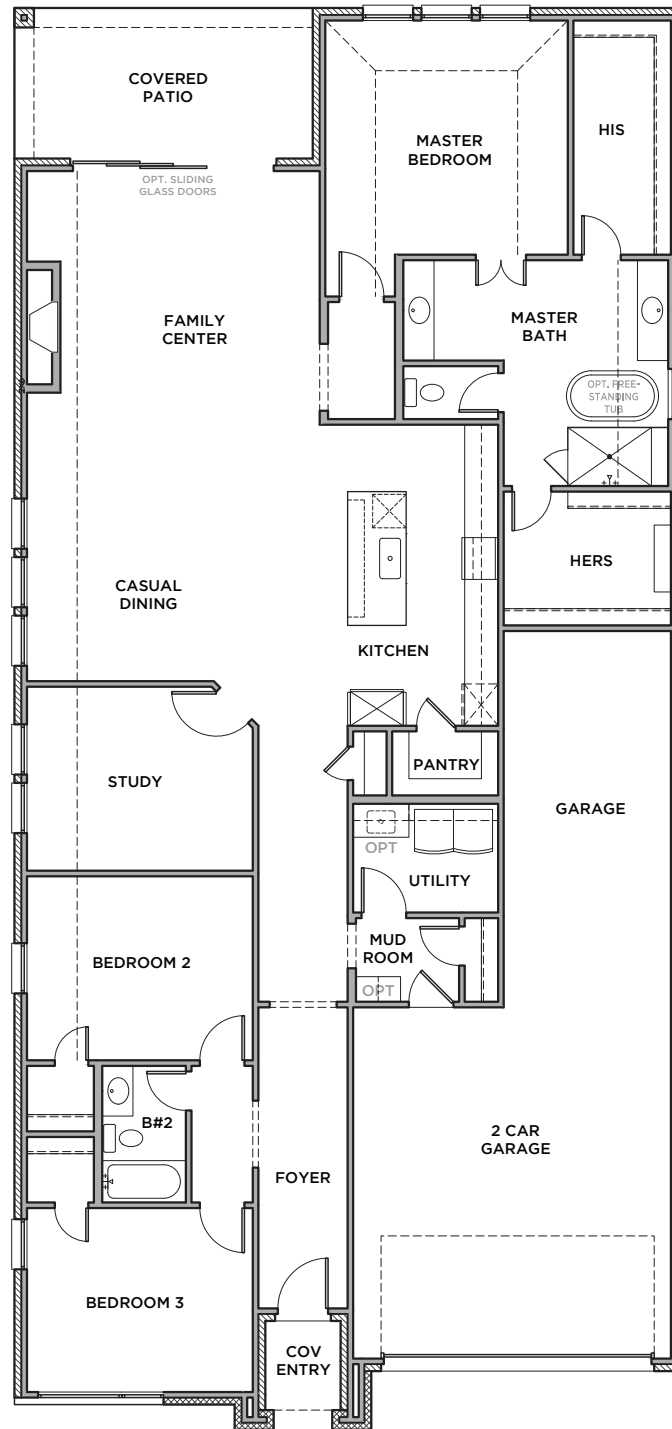 COVERED
PATIO
OPT. SLIDING
GLASS DOORS
MASTER
BEDROOM
HIS
FAMILY
CENTER
MASTER
BATH
OPT. FREE-
STANDING
TUB
HERS
CASUAL
DINING
KITCHEN
PANTRY
STUDY
GARAGE
OPT
UTILITY
MUD
ROOM
OPT
BEDROOM 2
B#2
2 CAR
GARAGE
FOYER
BEDROOM 3
COV
ENTRY